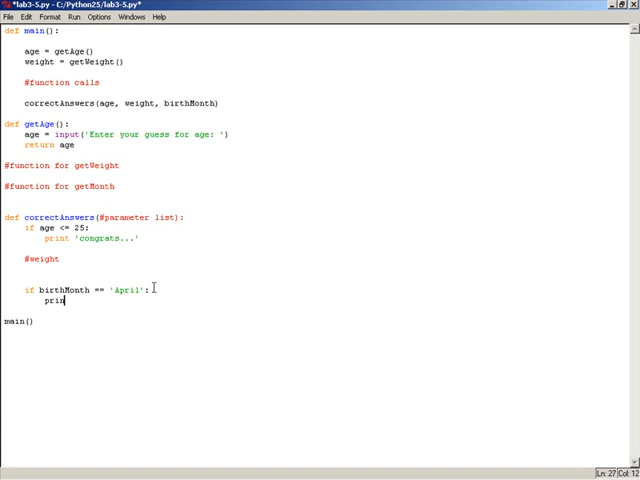 *lab3-5.py - C:/Python25/lab3-5.py*
File Edit Format Run Options Windows Help
def main():
    age = getAge()
    weight = getWeight()
    #function calls
    correctAnswers(age, weight, birthMonth)
def getAge():
    age = input('Enter your guess for age: ')
    return age
#function for getWeight
#function for getMonth
def correctAnswers(#parameter list):
    if age <= 25:
        print 'congrats...'
    #weight
    if birthMonth == 'April':
        prin
main()
Ln: 27 Col: 12